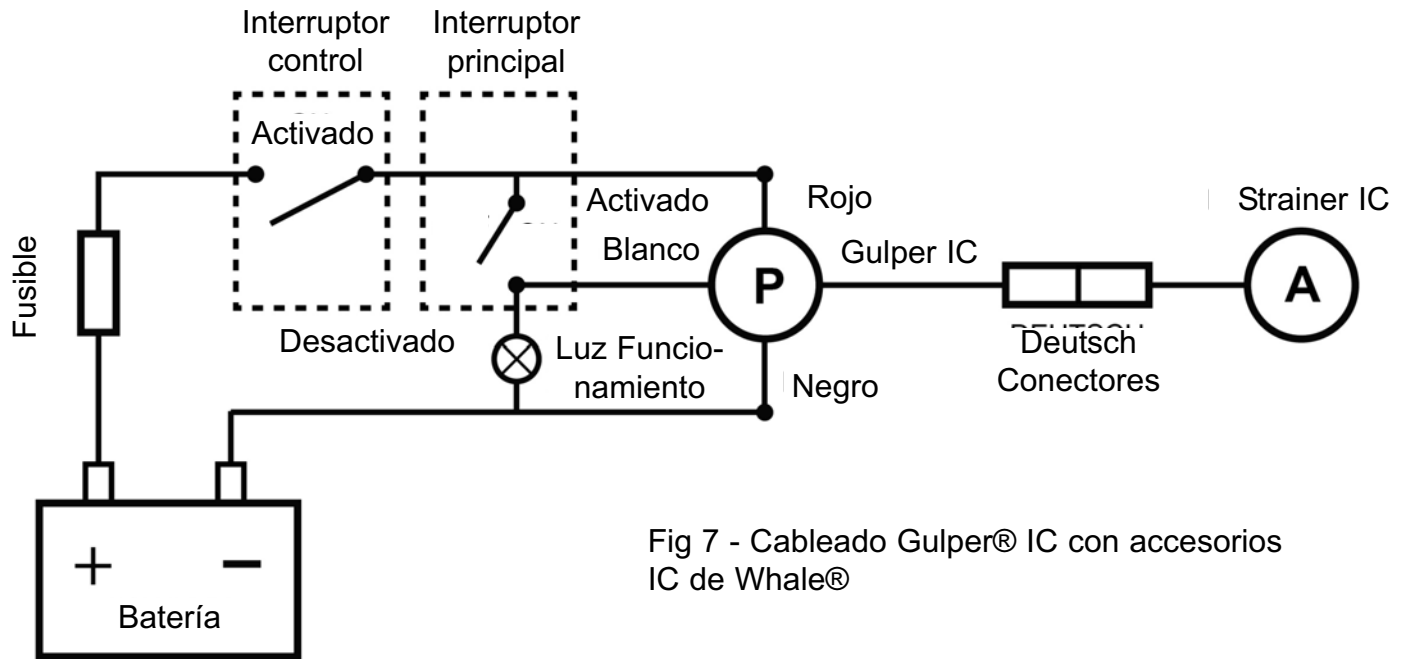 Interruptor
control
Interruptor
principal
Activado
Activado
Rojo
Strainer IC
Blanco
Gulper IC
P
A
Fusible
Desactivado
Luz Funcio-
namiento
Negro
Deutsch
Conectores
+
−
Batería
Fig 7 - Cableado Gulper® IC con accesorios
IC de Whale®